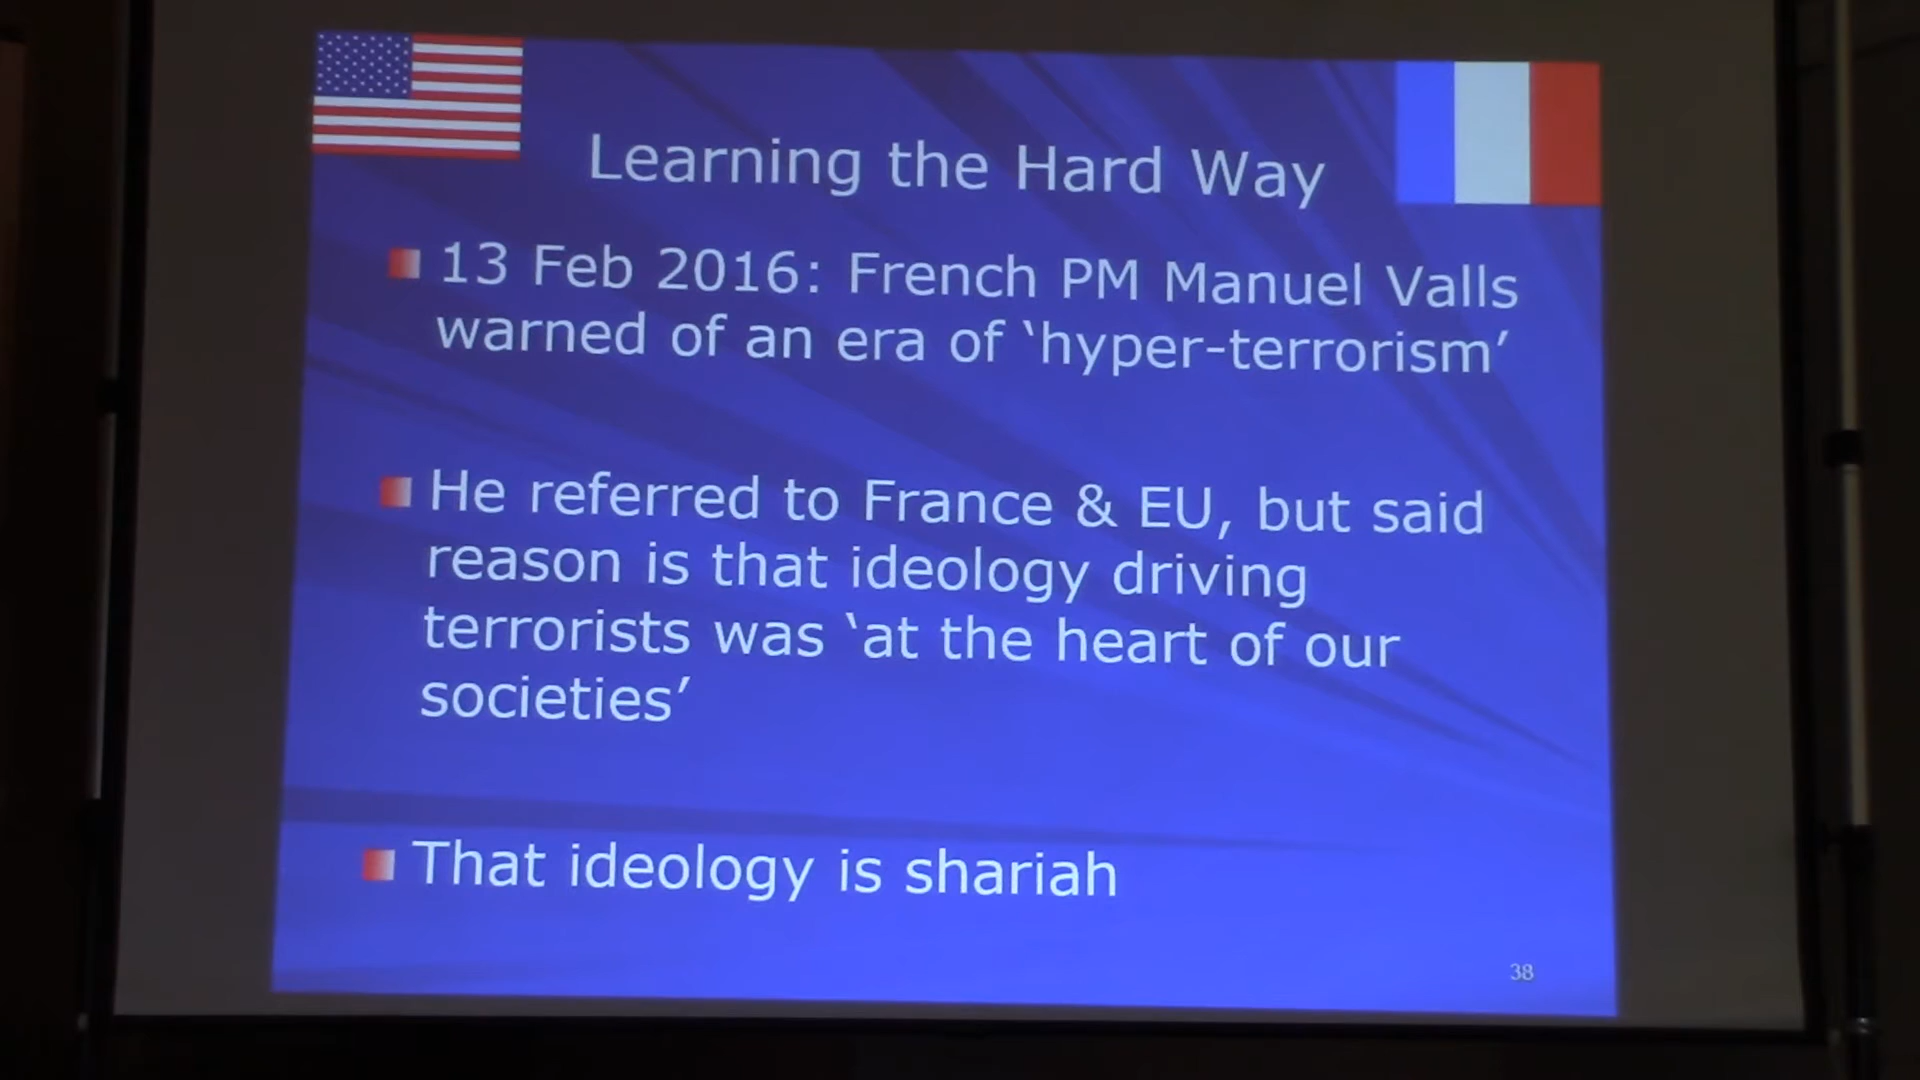 Learning the Hard Way
13 Feb 2016: French PM Manuel Valls
warned of an era of ‘hyper-terrorism’
He referred to France & EU, but said
reason is that ideology driving
terrorists was ‘at the heart of our
societies’
That ideology is shariah
38